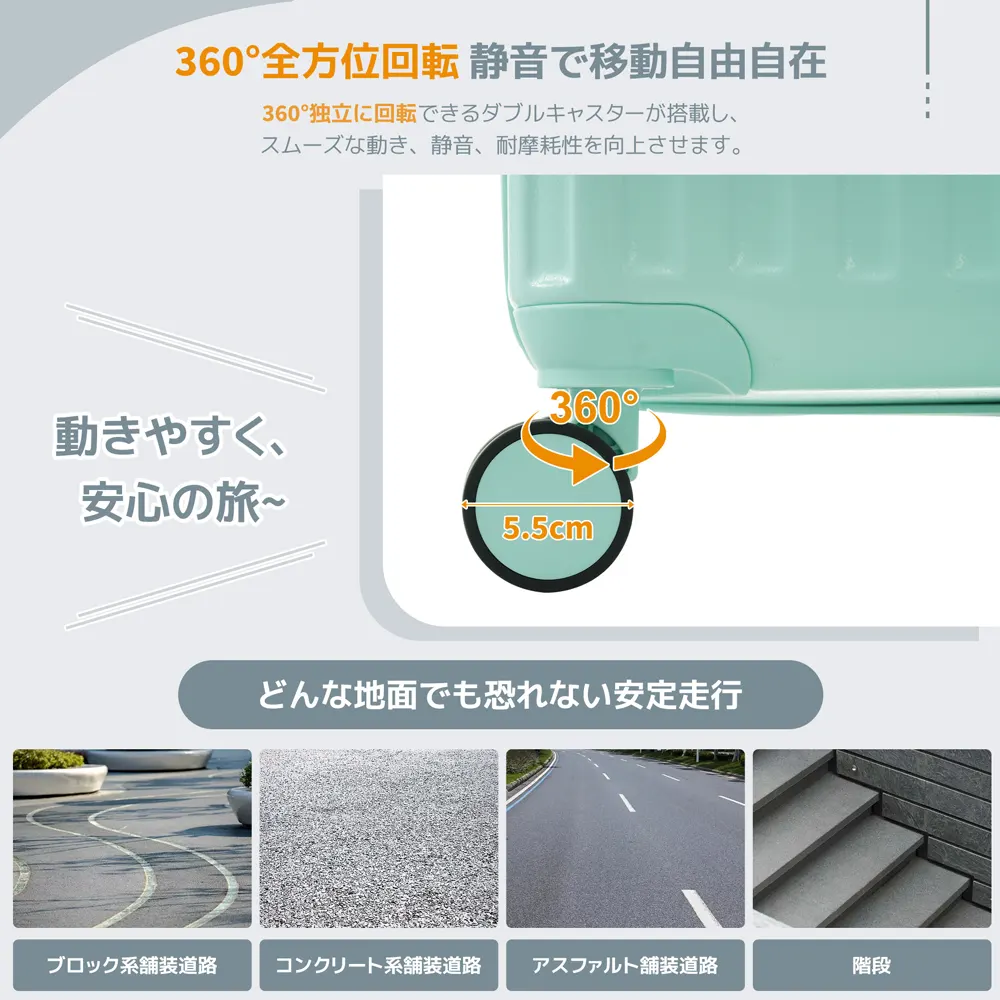 360°全方位回転 静音で移動自由自在
360°独立に回転できるダブルキャスターが搭載し、
スムーズな動き、静音、耐摩耗性を向上させます。
動きやすく、
安心の旅~
360°
5.5cm
どんな地面でも恐れない安定走行
ブロック系舗装道路
コンクリート系舗装道路
アスファルト舗装道路
階段